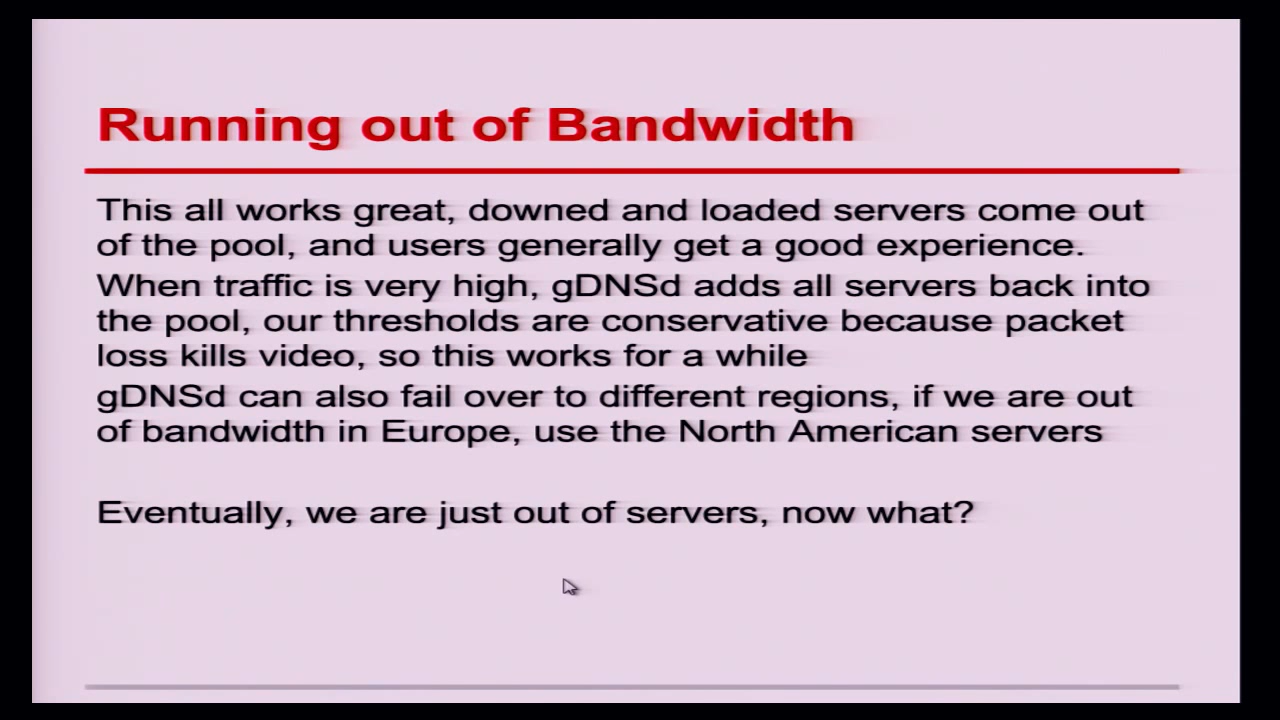 Running out of Bandwidth
This all works great, downed and loaded servers come out
of the pool, and users generally get a good experience.
When traffic is very high, gDNSd adds all servers back into
the pool, our thresholds are conservative because packet
loss kills video, so this works for a while
gDNSd can also fail over to different regions, if we are out
of bandwidth in Europe, use the North American servers
Eventually, we are just out of servers, now what?